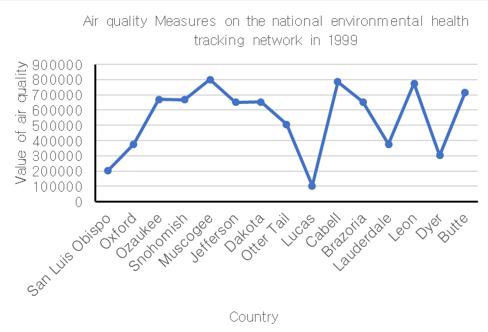 Air quality Measures on the national environmental health
tracking network in 1999
Value of air quality
900000
800000
700000
600000
500000
400000
300000
200000
100000
0
San Luis Obispo
Oxford
Ozaukee
Snohomish
Muscogee
Jefferson
Dakota
Otter Tail
Lucas
Cabell
Brazoria
Lauderdale
Leon
Dyer
Butte
Country